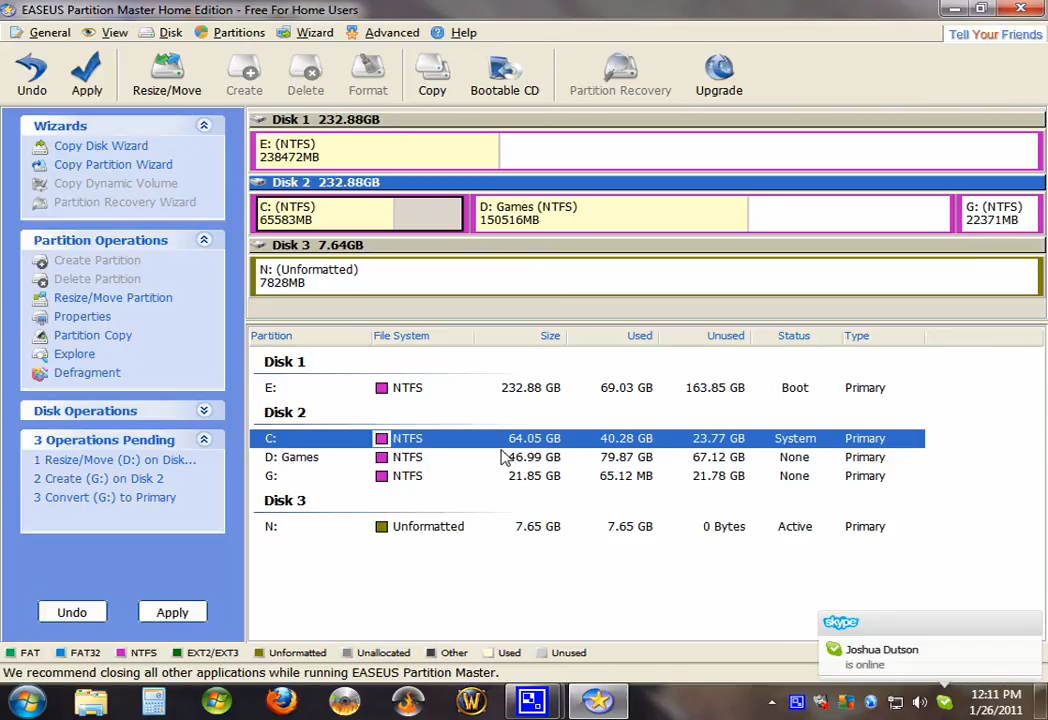 EASEUS Partition Master Home Edition - Free For Home Users
General View Disk Partitions Wizard Advanced Help
Tell Your Friends
Undo Apply Resize/Move Create Delete Format Copy Bootable CD Partition Recovery Upgrade
Wizards
Copy Disk Wizard
Copy Partition Wizard
Copy Dynamic Volume
Partition Recovery Wizard
Partition Operations
Create Partition
Delete Partition
Resize/Move Partition
Properties
Partition Copy
Explore
Defragment
Disk Operations
3 Operations Pending
1 Resize/Move (D:) on Disk...
2 Create (G:) on Disk 2
3 Convert (G:) to Primary
Undo Apply
Disk 1 232.88GB
E: (NTFS)
238472MB
Disk 2 232.88GB
C: (NTFS) D: Games (NTFS) G: (NTFS)
65583MB 150516MB 22371MB
Disk 3 7.64GB
N: (Unformatted)
7828MB
Partition File System Size Used Unused Status Type
Disk 1
E: NTFS 232.88 GB 69.03 GB 163.85 GB Boot Primary
Disk 2
C: NTFS 64.05 GB 40.28 GB 23.77 GB System Primary
D: Games NTFS 46.99 GB 79.87 GB 67.12 GB None Primary
G: NTFS 21.85 GB 65.12 MB 21.78 GB None Primary
Disk 3
N: Unformatted 7.65 GB 7.65 GB 0 Bytes Active Primary
skype
Joshua Dutson
is online
FAT FAT32 NTFS EXT2/EXT3 Unformatted Unallocated Other Used Unused
We recommend closing all other applications while running EASEUS Partition Master.
W
12:11 PM
1/26/2011